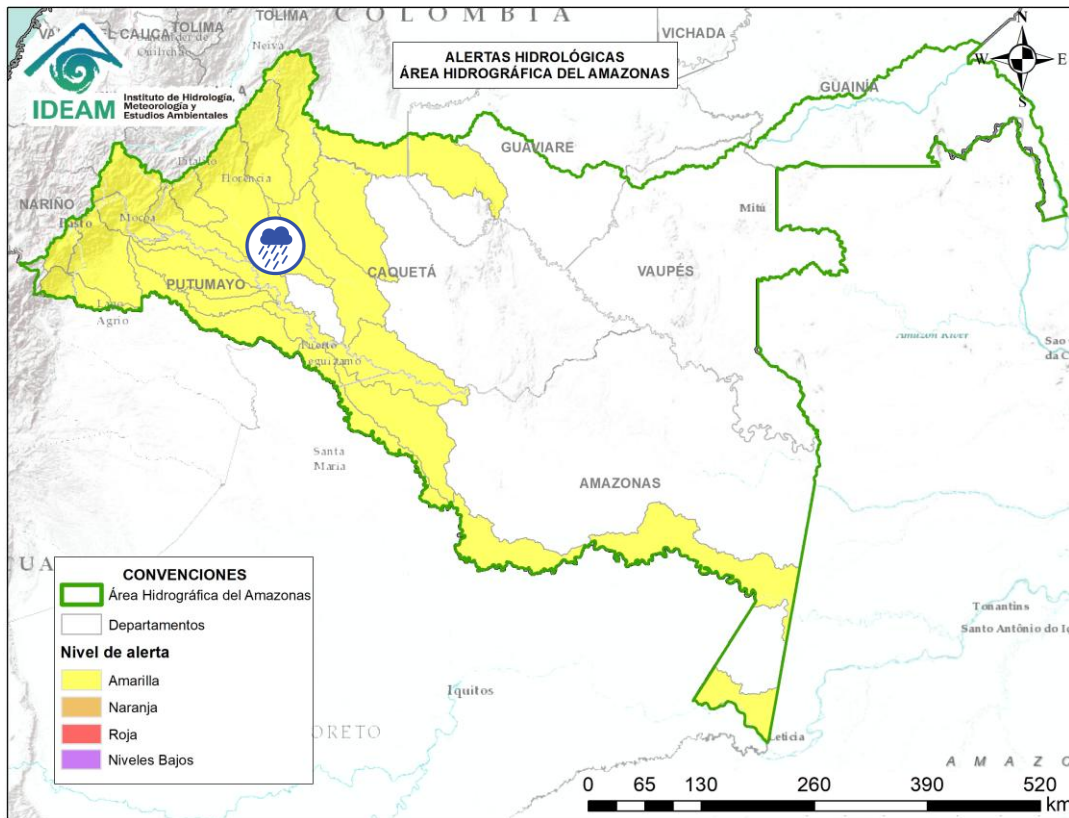 COLOMBIA
TOLIMA
TOLIMA
Neiva
VICHADA
IDEAM
Instituto de Hidrología,
Meteorología y
Estudios Ambientales
ALERTAS HIDROLÓGICAS
ÁREA HIDROGRÁFICA DEL AMAZONAS
N
W
E
S
GUAINÍA
GUAVIARE
Florencia
NARIÑO
Pasto
Mocoa
Mitú
CAQUETÁ
VAUPÉS
PUTUMAYO
Lago
Agrio
Amazon River
Puerto
Santa
Maria
AMAZONAS
CONVENCIONES
Área Hidrográfica del Amazonas
Departamentos
Nivel de alerta
Amarilla
Naranja
Roja
Niveles Bajos
Tonantins
Santo Antônio do Iç
Iquitos
ORETO
Leticia
AMAZO
0 65 130 260 390 520
km